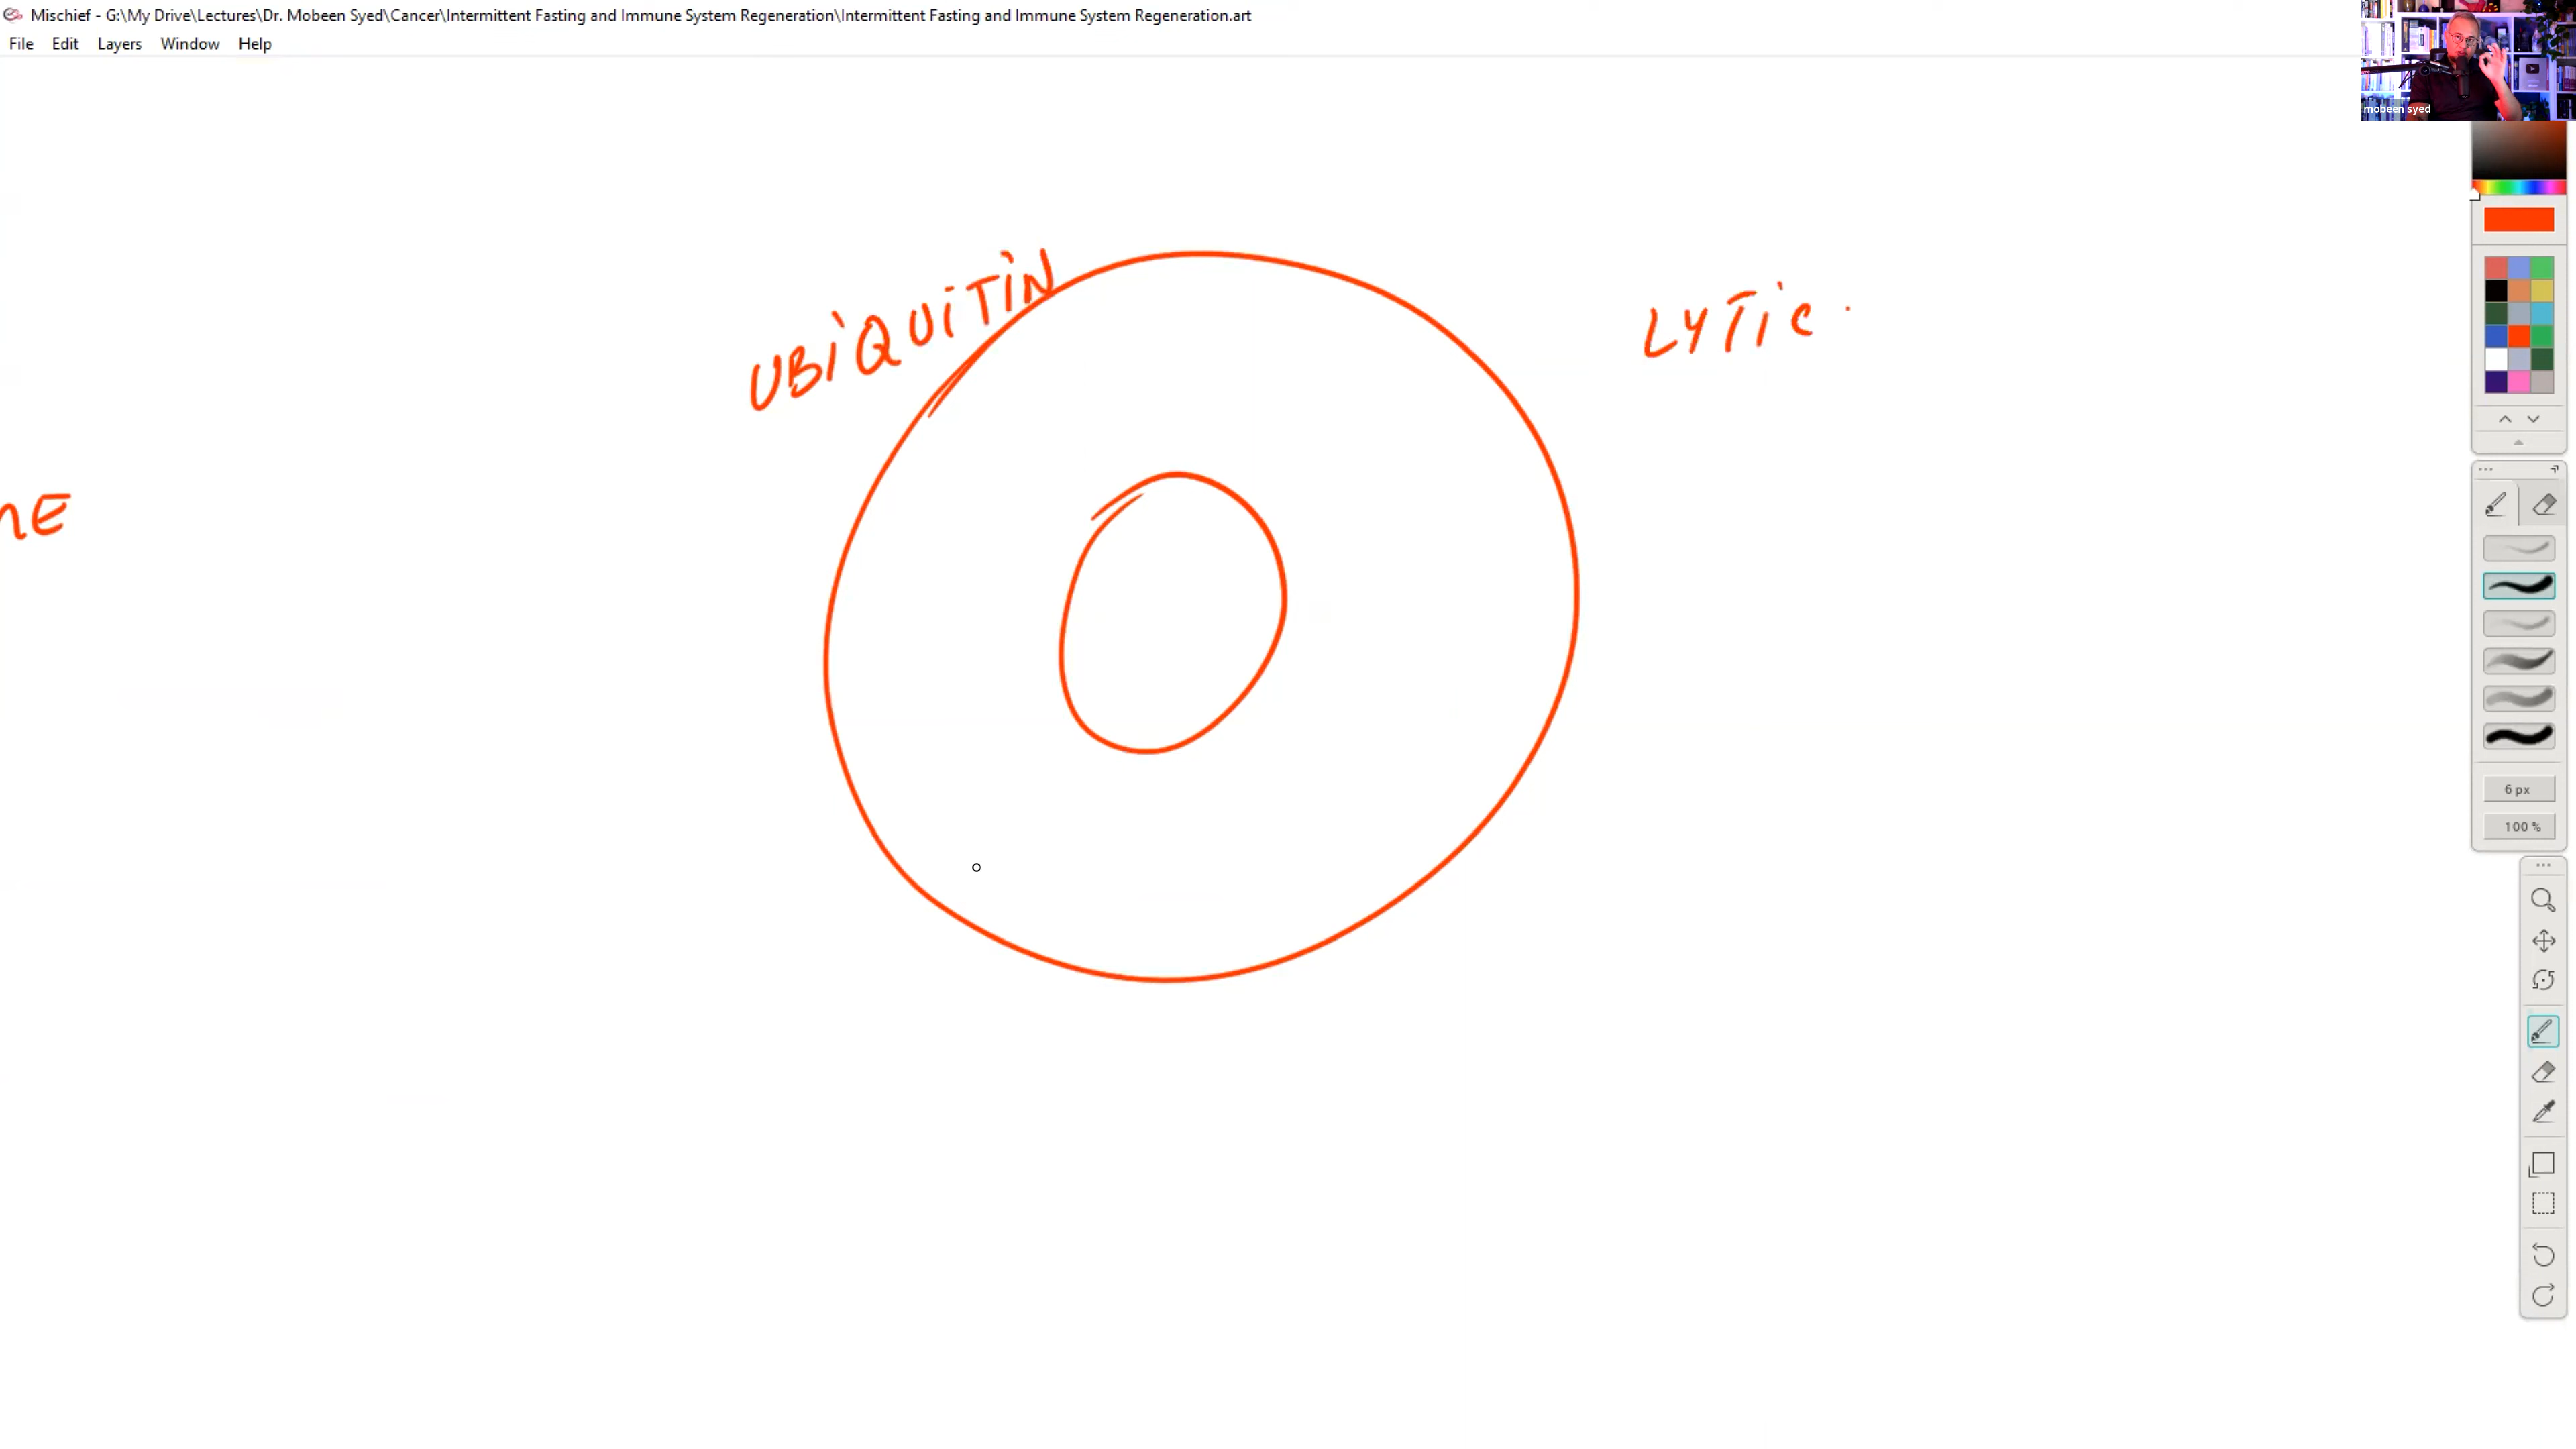 Mischief - G:\My Drive\Lectures\Dr. Mobeen Syed\Cancer\Intermittent Fasting and Immune System Regeneration\Intermittent Fasting and Immune System Regeneration.art
File Edit Layers Window Help
mobeen syed
UBiQUiTiN
LYTiC
6 px
100 %